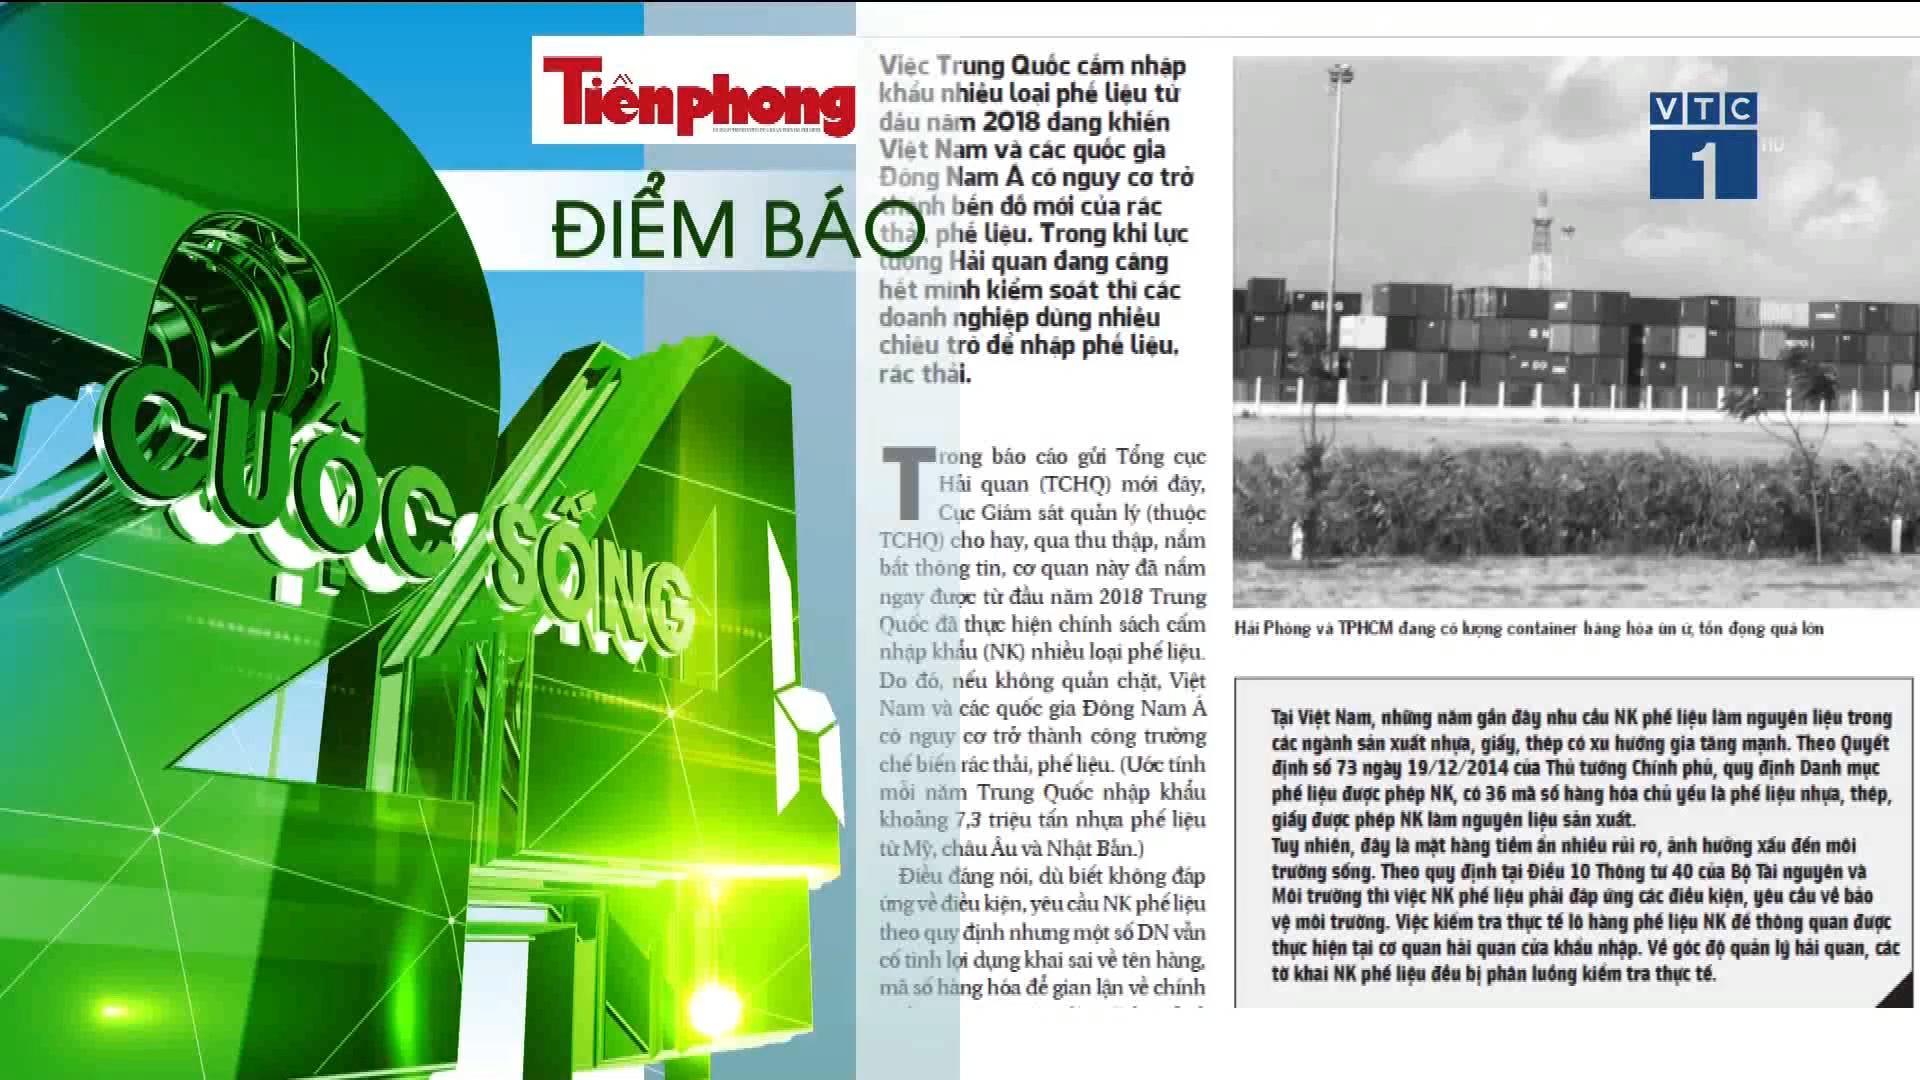 Tiền phong
ĐIỂM BÁO
CUỘC SỐNG
24H
VTC
1
HD
Việc Trung Quốc cấm nhập
khẩu nhiều loại phế liệu từ
đầu năm 2018 đang khiến
Việt Nam và các quốc gia
Đông Nam Á có nguy cơ trở
thành bến đỗ mới của rác
thải, phế liệu. Trong khi lực
lượng Hải quan đang căng
hết mình kiểm soát thì các
doanh nghiệp dùng nhiều
chiêu trò để nhập phế liệu,
rác thải.
Trong báo cáo gửi Tổng cục
Hải quan (TCHQ) mới đây,
Cục Giám sát quản lý (thuộc
TCHQ) cho hay, qua thu thập, nắm
bắt thông tin, cơ quan này đã nắm
ngay được từ đầu năm 2018 Trung
Quốc đã thực hiện chính sách cấm
nhập khẩu (NK) nhiều loại phế liệu.
Do đó, nếu không quản chặt, Việt
Nam và các quốc gia Đông Nam Á
có nguy cơ trở thành công trường
chế biến rác thải, phế liệu. (Ước tính
mỗi năm Trung Quốc nhập khẩu
khoảng 7,3 triệu tấn nhựa phế liệu
từ Mỹ, châu Âu và Nhật Bản.)
Điều đáng nói, dù biết không đáp
ứng về điều kiện, yêu cầu NK phế liệu
theo quy định nhưng một số DN vẫn
cố tình lợi dụng khai sai về tên hàng,
mã số hàng hóa để gian lận về chính
Hải Phòng và TPHCM đang có lượng container hàng hóa ùn ứ, tồn đọng quá lớn
Tại Việt Nam, những năm gần đây nhu cầu NK phế liệu làm nguyên liệu trong
các ngành sản xuất nhựa, giấy, thép có xu hướng gia tăng mạnh. Theo Quyết
định số 73 ngày 19/12/2014 của Thủ tướng Chính phủ, quy định Danh mục
phế liệu được phép NK, có 36 mã số hàng hóa chủ yếu là phế liệu nhựa, thép,
giấy được phép NK làm nguyên liệu sản xuất.
Tuy nhiên, đây là mặt hàng tiềm ẩn nhiều rủi ro, ảnh hưởng xấu đến môi
trường sống. Theo quy định tại Điều 10 Thông tư 40 của Bộ Tài nguyên và
Môi trường thì việc NK phế liệu phải đáp ứng các điều kiện, yêu cầu về bảo
vệ môi trường. Việc kiểm tra thực tế lô hàng phế liệu NK để thông quan được
thực hiện tại cơ quan hải quan cửa khẩu nhập. Về góc độ quản lý hải quan, các
tờ khai NK phế liệu đều bị phân luồng kiểm tra thực tế.